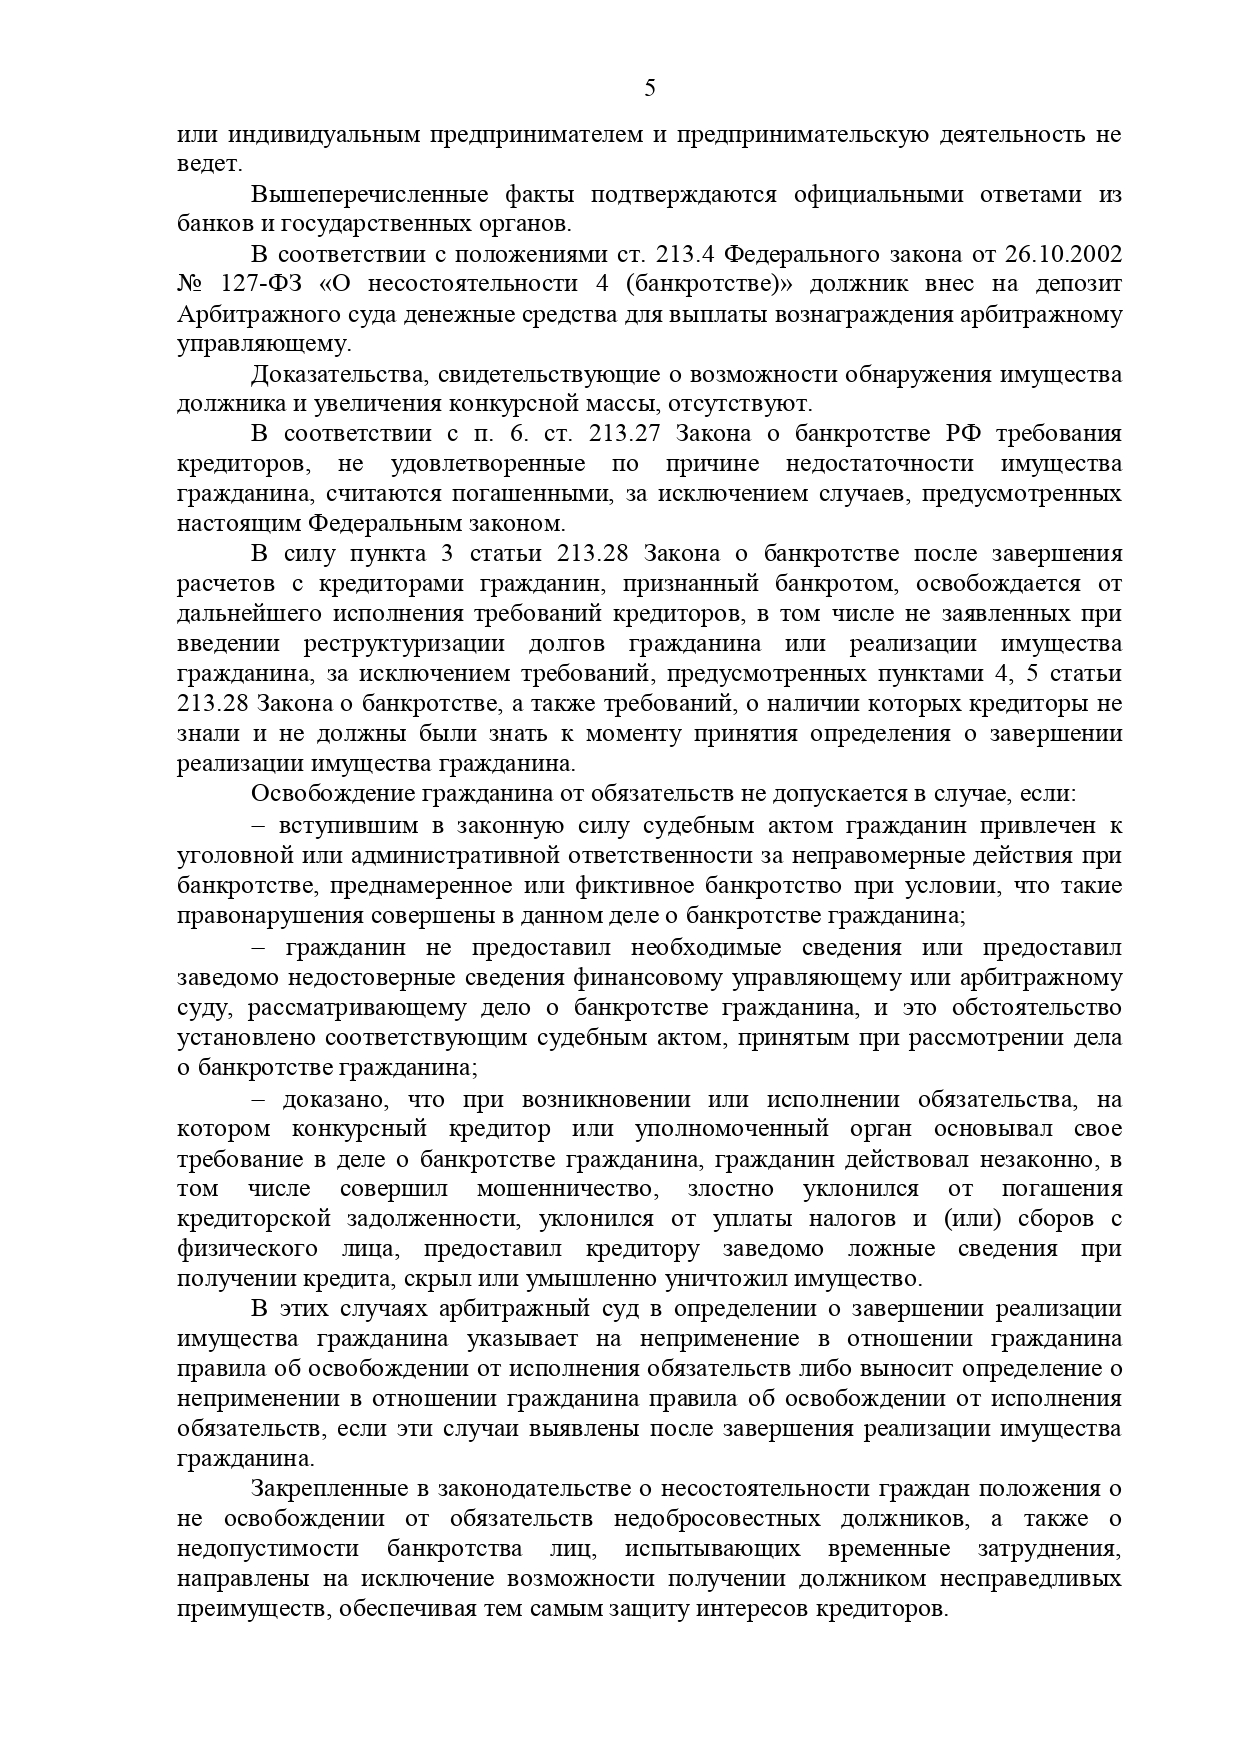 5
или индивидуальным предпринимателем и предпринимательскую деятельность не
ведет.
Вышеперечисленные факты подтверждаются официальными ответами из
банков и государственных органов.
В соответствии с положениями ст. 213.4 Федерального закона от 26.10.2002
№ 127-ФЗ «О несостоятельности 4 (банкротстве)» должник внес на депозит
Арбитражного суда денежные средства для выплаты вознаграждения арбитражному
управляющему.
Доказательства, свидетельствующие о возможности обнаружения имущества
должника и увеличения конкурсной массы, отсутствуют.
В соответствии с п. 6. ст. 213.27 Закона о банкротстве РФ требования
кредиторов, не удовлетворенные по причине недостаточности имущества
гражданина, считаются погашенными, за исключением случаев, предусмотренных
настоящим Федеральным законом.
В силу пункта 3 статьи 213.28 Закона о банкротстве после завершения
расчетов с кредиторами гражданин, признанный банкротом, освобождается от
дальнейшего исполнения требований кредиторов, в том числе не заявленных при
введении реструктуризации долгов гражданина или реализации имущества
гражданина, за исключением требований, предусмотренных пунктами 4, 5 статьи
213.28 Закона о банкротстве, а также требований, о наличии которых кредиторы не
знали и не должны были знать к моменту принятия определения о завершении
реализации имущества гражданина.
Освобождение гражданина от обязательств не допускается в случае, если:
– вступившим в законную силу судебным актом гражданин привлечен к
уголовной или административной ответственности за неправомерные действия при
банкротстве, преднамеренное или фиктивное банкротство при условии, что такие
правонарушения совершены в данном деле о банкротстве гражданина;
– гражданин не предоставил необходимые сведения или предоставил
заведомо недостоверные сведения финансовому управляющему или арбитражному
суду, рассматривающему дело о банкротстве гражданина, и это обстоятельство
установлено соответствующим судебным актом, принятым при рассмотрении дела
о банкротстве гражданина;
– доказано, что при возникновении или исполнении обязательства, на
котором конкурсный кредитор или уполномоченный орган основывал свое
требование в деле о банкротстве гражданина, гражданин действовал незаконно, в
том числе совершил мошенничество, злостно уклонился от погашения
кредиторской задолженности, уклонился от уплаты налогов и (или) сборов с
физического лица, предоставил кредитору заведомо ложные сведения при
получении кредита, скрыл или умышленно уничтожил имущество.
В этих случаях арбитражный суд в определении о завершении реализации
имущества гражданина указывает на неприменение в отношении гражданина
правила об освобождении от исполнения обязательств либо выносит определение о
неприменении в отношении гражданина правила об освобождении от исполнения
обязательств, если эти случаи выявлены после завершения реализации имущества
гражданина.
Закрепленные в законодательстве о несостоятельности граждан положения о
не освобождении от обязательств недобросовестных должников, а также о
недопустимости банкротства лиц, испытывающих временные затруднения,
направлены на исключение возможности получении должником несправедливых
преимуществ, обеспечивая тем самым защиту интересов кредиторов.